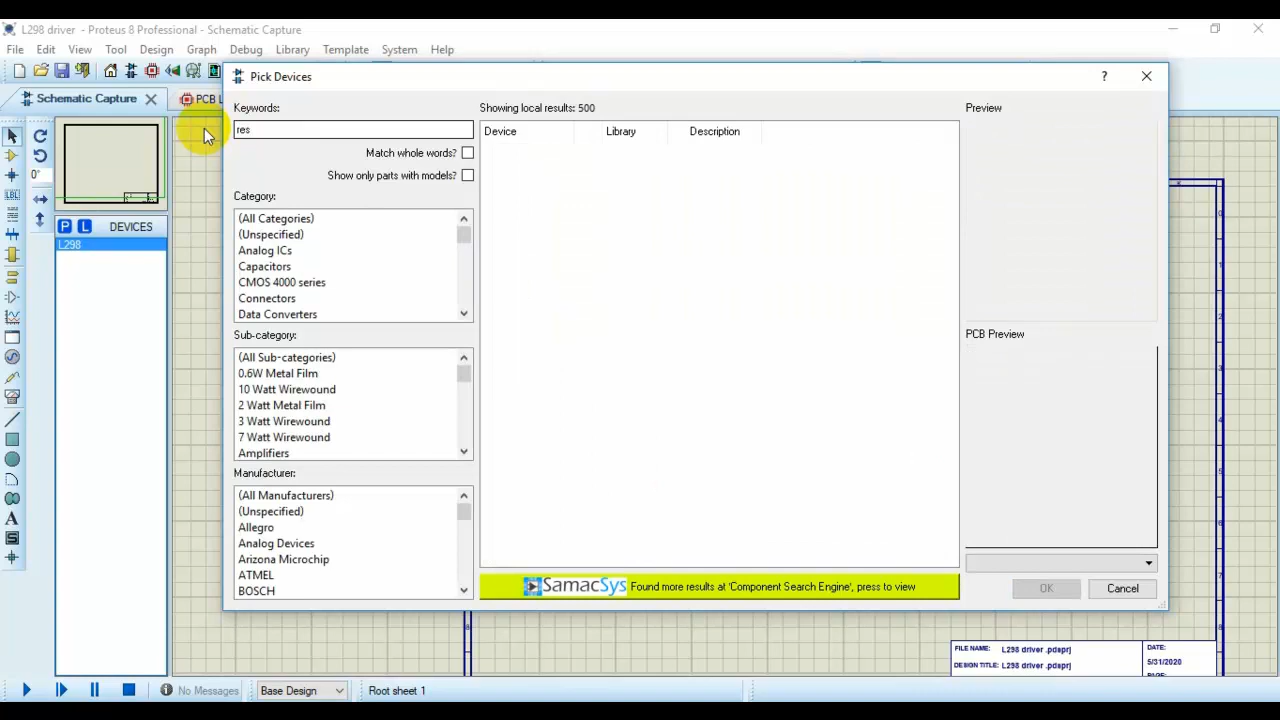 L298 driver - Proteus 8 Professional - Schematic Capture
File Edit View Tool Design Graph Debug Library Template System Help
Schematic Capture
PCB L
Pick Devices
?
Keywords:
res
Match whole words?
Show only parts with models?
Category:
(All Categories)
(Unspecified)
Analog ICs
Capacitors
CMOS 4000 series
Connectors
Data Converters
Sub-category:
(All Sub-categories)
0.6W Metal Film
10 Watt Wirewound
2 Watt Metal Film
3 Watt Wirewound
7 Watt Wirewound
Amplifiers
Manufacturer:
(All Manufacturers)
(Unspecified)
Allegro
Analog Devices
Arizona Microchip
ATMEL
BOSCH
Showing local results: 500
Device Library Description
SamacSys Found more results at 'Component Search Engine', press to view
Preview
PCB Preview
OK Cancel
0°
LBL
P L DEVICES
L298
A
FILE NAME: L298 driver .pdsprj
DESIGN TITLE: L298 driver .pdsprj
DATE:
5/31/2020
No Messages
Base Design
Root sheet 1